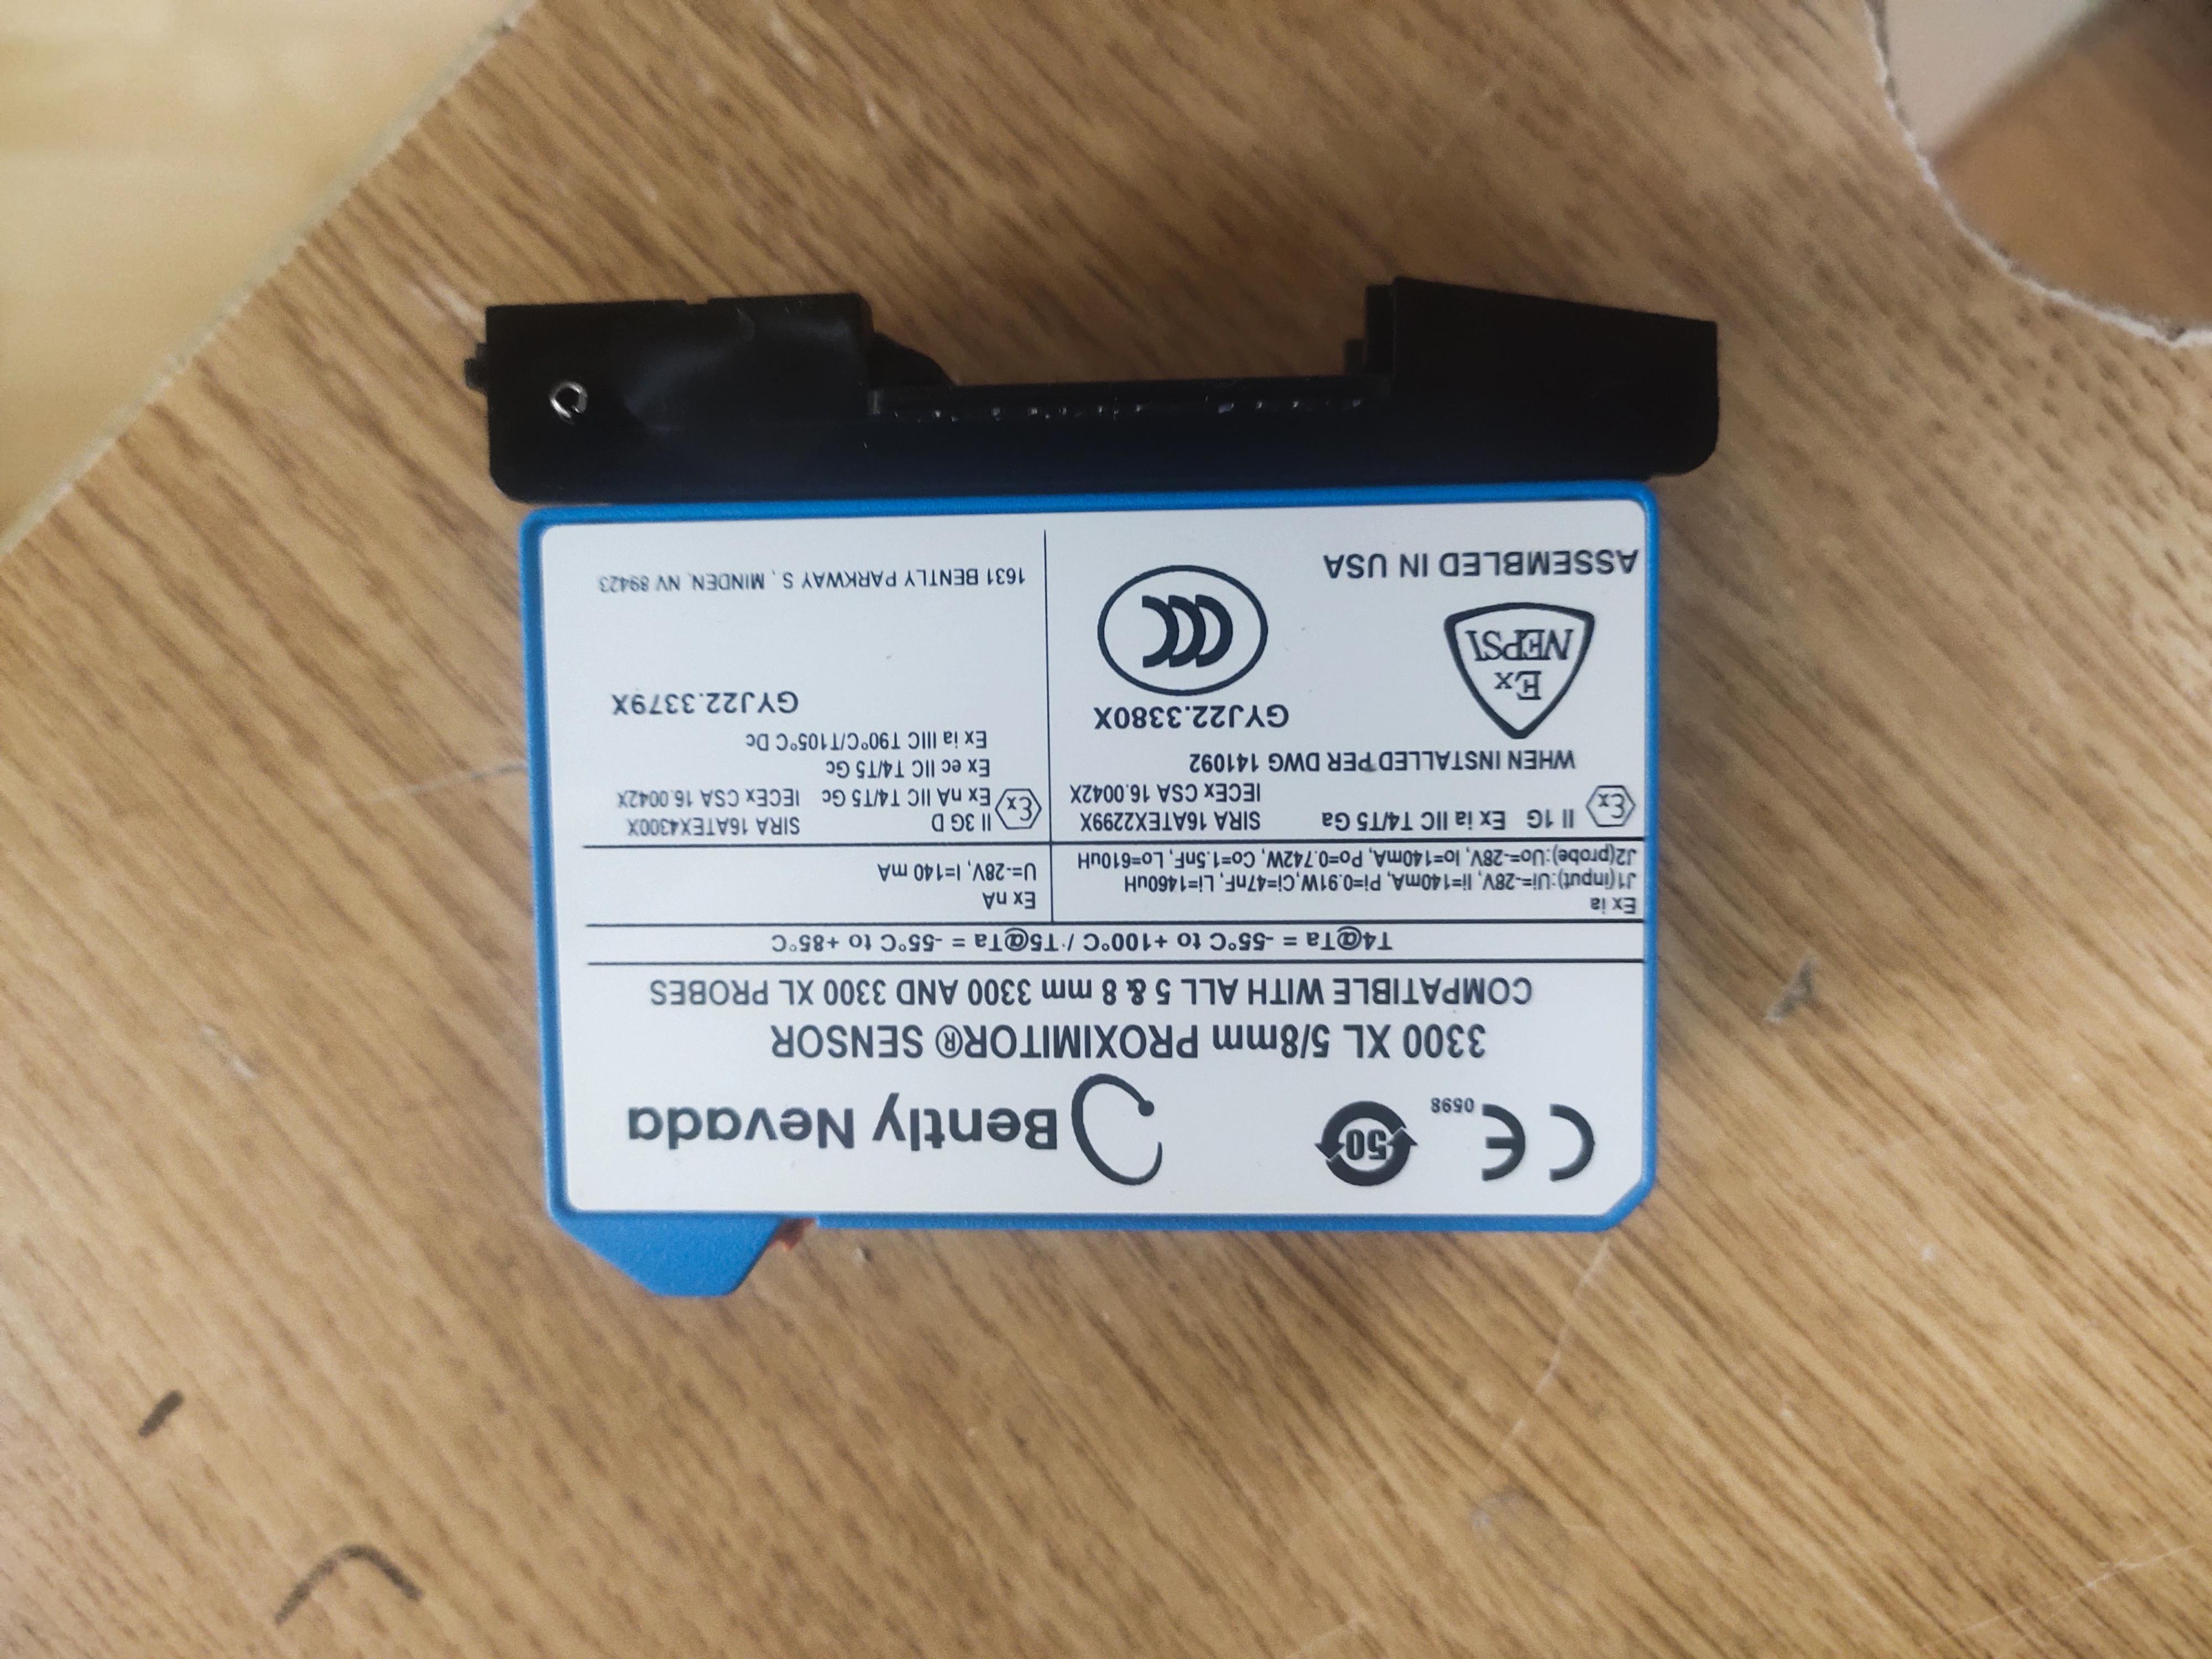 CE 0598
50
Bently Nevada
3300 XL 5/8mm PROXIMITOR® SENSOR
COMPATIBLE WITH ALL 5 & 8 mm 3300 AND 3300 XL PROBES
T4@Ta = -55°C to +100°C / T5@Ta = -55°C to +85°C
Ex ia
J1(input):Ui=-28V, Ii=140mA, Pi=0.91W,Ci=47nF, Li=1460uH
J2(probe):Uo=-28V, Io=140mA, Po=0.742W, Co=1.5nF, Lo=610uH
Ex nA
U=-28V, I=140 mA
Ex II 1G Ex ia IIC T4/T5 Ga SIRA 16ATEX2299X
IECEx CSA 16.0042X
WHEN INSTALLED PER DWG 141092
Ex
NEPSI
GYJ22.3380X
CCC
ASSEMBLED IN USA
Ex II 3G D SIRA 16ATEX4300X
Ex nA IIC T4/T5 Gc IECEx CSA 16.0042X
Ex ec IIC T4/T5 Gc
Ex ia IIIC T90°C/T105°C Dc
GYJ22.3379X
1631 BENTLY PARKWAY S, MINDEN, NV 89423